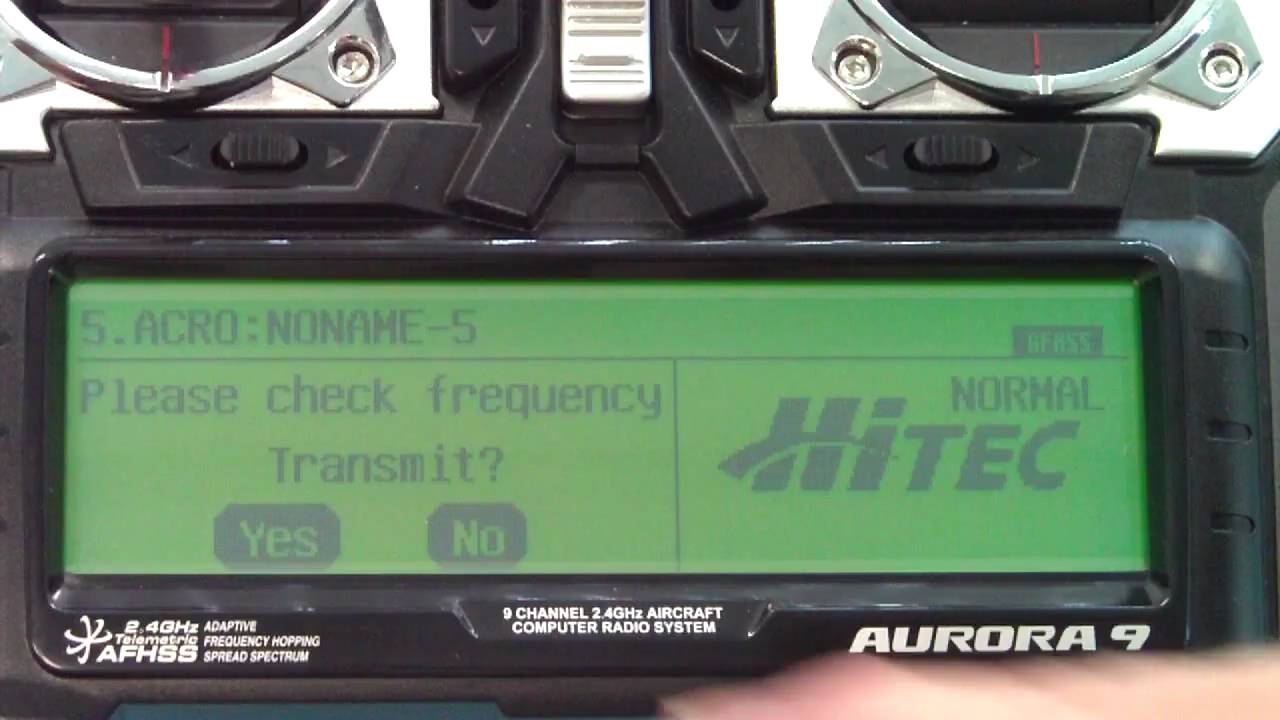 5.ACRO:NONAME-5
AFHSS
Please check frequency
NORMAL
HiTEC
Transmit?
Yes No
9 CHANNEL 2.4GHz AIRCRAFT
COMPUTER RADIO SYSTEM
2.4GHz
Telemetric
AFHSS
ADAPTIVE
FREQUENCY HOPPING
SPREAD SPECTRUM
AURORA 9